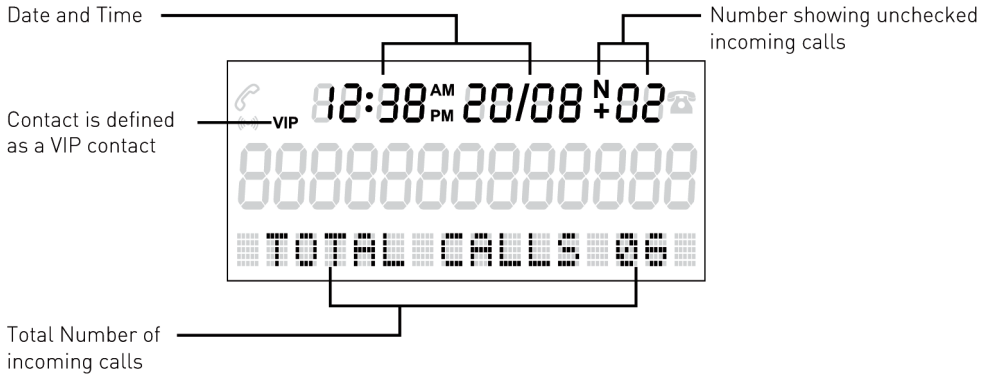 Date and Time
Number showing unchecked
incoming calls
12:38 AM PM 20/08 N +02
Contact is defined
as a VIP contact
VIP
TOTAL CALLS 06
Total Number of
incoming calls